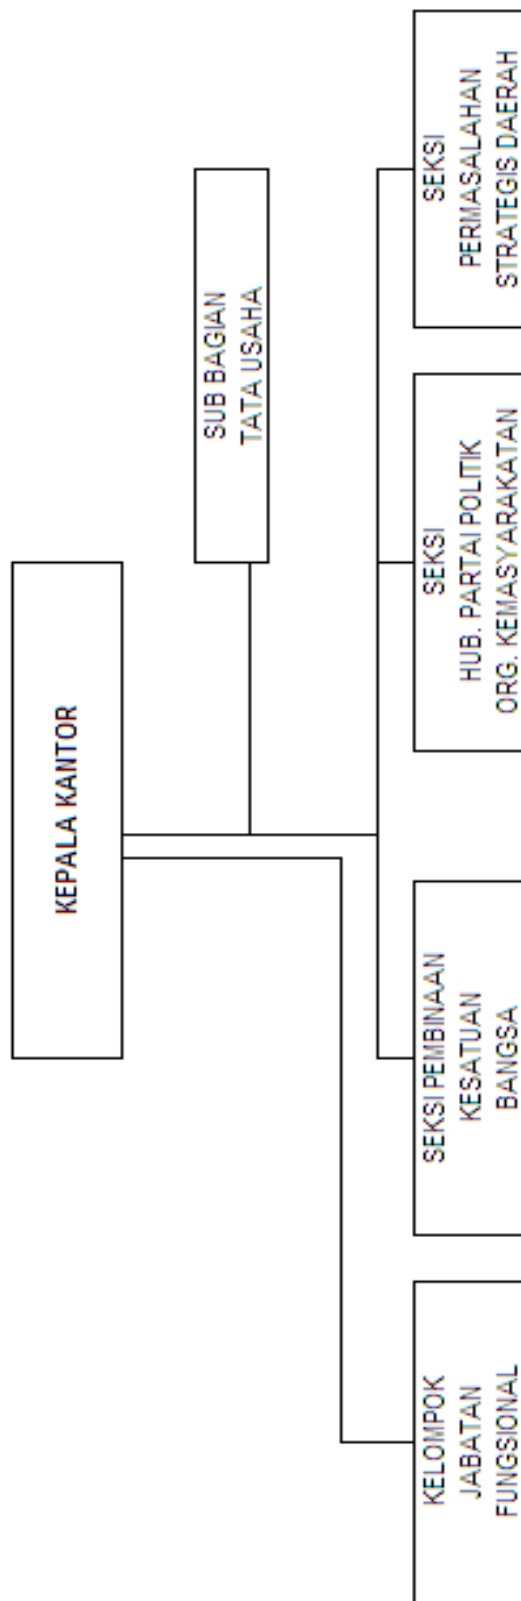 KEPALA KANTOR
SUB BAGIAN
TATA USAHA
KELOMPOK
JABATAN
FUNGSIONAL
SEKSI PEMBINAAN
KESATUAN
BANGSA
SEKSI
HUB. PARTAI POLITIK
ORG. KEMASYARAKATAN
SEKSI
PERMASALAHAN
STRATEGIS DAERAH